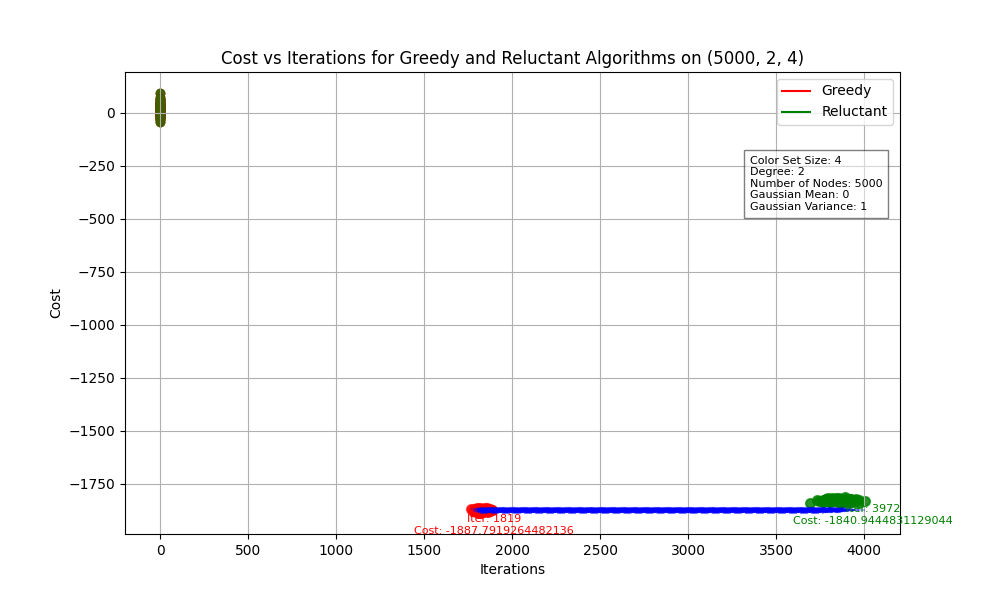 Cost vs Iterations for Greedy and Reluctant Algorithms on (5000, 2, 4)
Greedy
Reluctant
Color Set Size: 4
Degree: 2
Number of Nodes: 5000
Gaussian Mean: 0
Gaussian Variance: 1
Cost
0
−250
−500
−750
−1000
−1250
−1500
−1750
Iter: 1819
Cost: -1887.7919264482136
3972
Cost: -1840.9444831129044
0
500
1000
1500
2000
2500
3000
3500
4000
Iterations